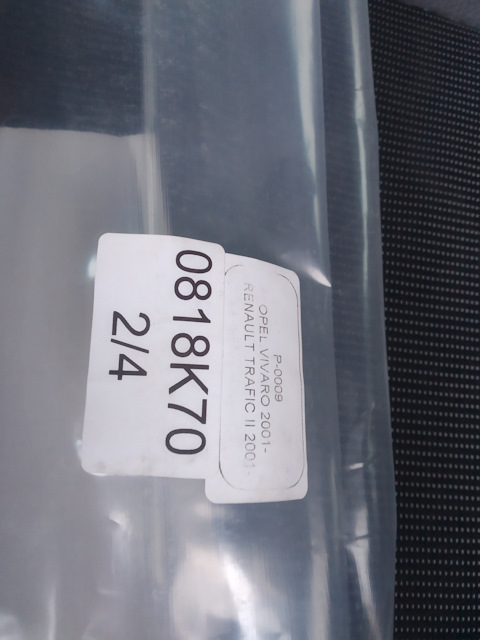 P-0009
OPEL VIVARO 2001-
RENAULT TRAFIC II 2001-
0818K70
2/4